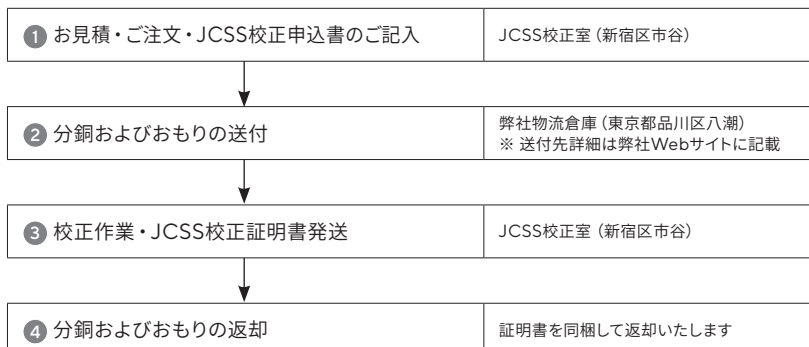 1 お見積・ご注文・JCSS校正申込書のご記入
JCSS校正室（新宿区市谷）
2 分銅およびおもりの送付
弊社物流倉庫（東京都品川区八潮）
※ 送付先詳細は弊社Webサイトに記載
3 校正作業・JCSS校正証明書発送
JCSS校正室（新宿区市谷）
4 分銅およびおもりの返却
証明書を同梱して返却いたします